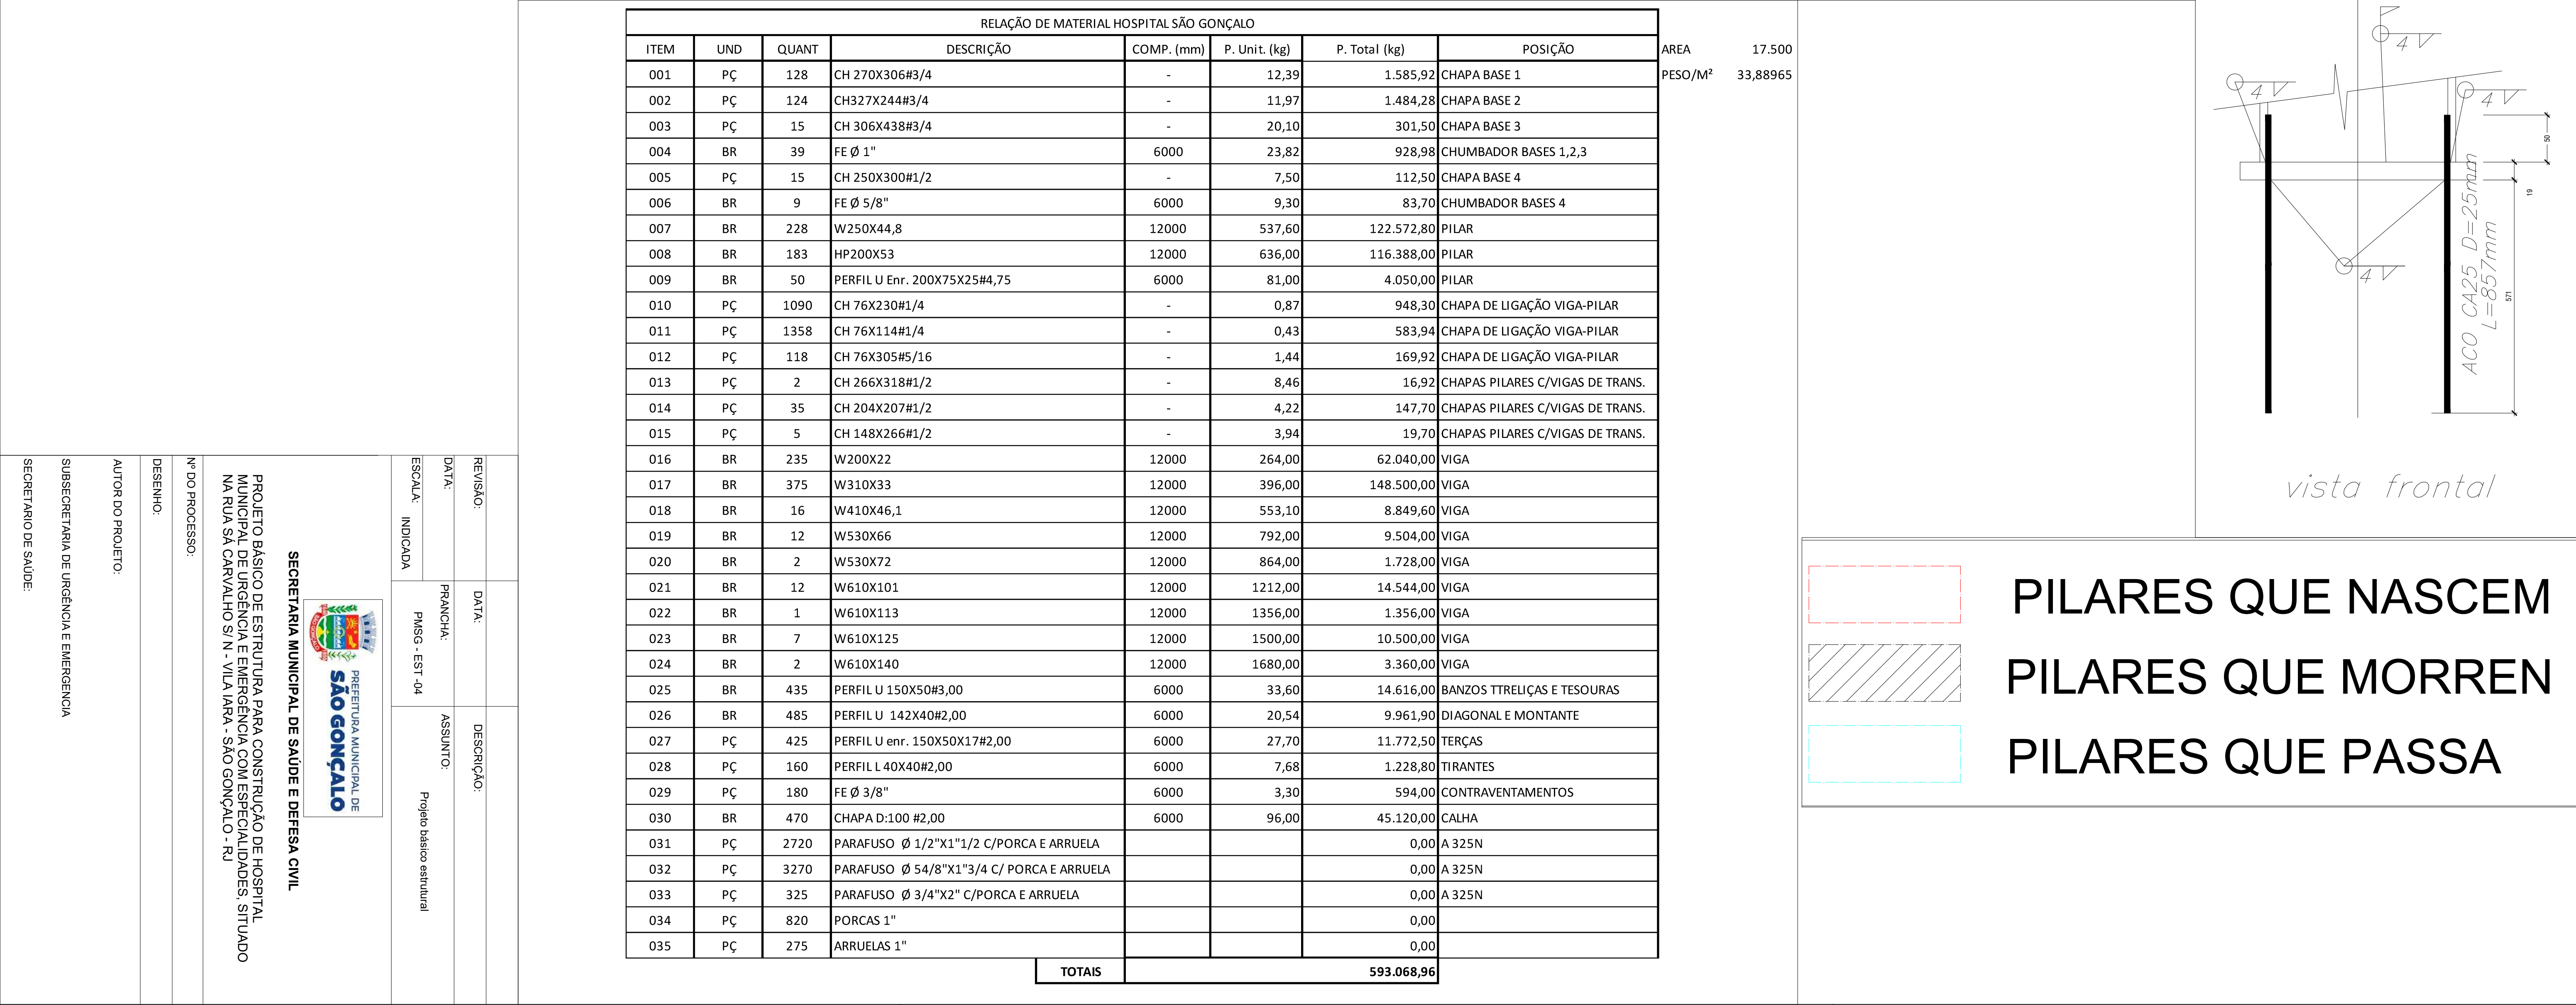 RELAÇÃO DE MATERIAL HOSPITAL SÃO GONÇALO
ITEM UND QUANT DESCRIÇÃO COMP. (mm) P. Unit. (kg) P. Total (kg) POSIÇÃO AREA 17.500
001 PÇ 128 CH 270X306#3/4 - 12,39 1.585,92 CHAPA BASE 1 PESO/M² 33,88965
002 PÇ 124 CH327X244#3/4 - 11,97 1.484,28 CHAPA BASE 2
003 PÇ 15 CH 306X438#3/4 - 20,10 301,50 CHAPA BASE 3
004 BR 39 FE Ø 1" 6000 23,82 928,98 CHUMBADOR BASES 1,2,3
005 PÇ 15 CH 250X300#1/2 - 7,50 112,50 CHAPA BASE 4
006 BR 9 FE Ø 5/8" 6000 9,30 83,70 CHUMBADOR BASES 4
007 BR 228 W250X44,8 12000 537,60 122.572,80 PILAR
008 BR 183 HP200X53 12000 636,00 116.388,00 PILAR
009 BR 50 PERFIL U Enr. 200X75X25#4,75 6000 81,00 4.050,00 PILAR
010 PÇ 1090 CH 76X230#1/4 - 0,87 948,30 CHAPA DE LIGAÇÃO VIGA-PILAR
011 PÇ 1358 CH 76X114#1/4 - 0,43 583,94 CHAPA DE LIGAÇÃO VIGA-PILAR
012 PÇ 118 CH 76X305#5/16 - 1,44 169,92 CHAPA DE LIGAÇÃO VIGA-PILAR
013 PÇ 2 CH 266X318#1/2 - 8,46 16,92 CHAPAS PILARES C/VIGAS DE TRANS.
014 PÇ 35 CH 204X207#1/2 - 4,22 147,70 CHAPAS PILARES C/VIGAS DE TRANS.
015 PÇ 5 CH 148X266#1/2 - 3,94 19,70 CHAPAS PILARES C/VIGAS DE TRANS.
016 BR 235 W200X22 12000 264,00 62.040,00 VIGA
017 BR 375 W310X33 12000 396,00 148.500,00 VIGA
018 BR 16 W410X46,1 12000 553,10 8.849,60 VIGA
019 BR 12 W530X66 12000 792,00 9.504,00 VIGA
020 BR 2 W530X72 12000 864,00 1.728,00 VIGA
021 BR 12 W610X101 12000 1212,00 14.544,00 VIGA
022 BR 1 W610X113 12000 1356,00 1.356,00 VIGA
023 BR 7 W610X125 12000 1500,00 10.500,00 VIGA
024 BR 2 W610X140 12000 1680,00 3.360,00 VIGA
025 BR 435 PERFIL U 150X50#3,00 6000 33,60 14.616,00 BANZOS TTRELIÇAS E TESOURAS
026 BR 485 PERFIL U 142X40#2,00 6000 20,54 9.961,90 DIAGONAL E MONTANTE
027 PÇ 425 PERFIL U enr. 150X50X17#2,00 6000 27,70 11.772,50 TERÇAS
028 PÇ 160 PERFIL L 40X40#2,00 6000 7,68 1.228,80 TIRANTES
029 PÇ 180 FE Ø 3/8" 6000 3,30 594,00 CONTRAVENTAMENTOS
030 BR 470 CHAPA D:100 #2,00 6000 96,00 45.120,00 CALHA
031 PÇ 2720 PARAFUSO Ø 1/2"X1"1/2 C/PORCA E ARRUELA 0,00 A 325N
032 PÇ 3270 PARAFUSO Ø 54/8"X1"3/4 C/ PORCA E ARRUELA 0,00 A 325N
033 PÇ 325 PARAFUSO Ø 3/4"X2" C/PORCA E ARRUELA 0,00 A 325N
034 PÇ 820 PORCAS 1" 0,00
035 PÇ 275 ARRUELAS 1" 0,00
TOTAIS 593.068,96
REVISÃO: DATA: DESCRIÇÃO:
DATA: PRANCHA: ASSUNTO:
ESCALA: INDICADA PMSG - EST -04 Projeto básico estrutural
PREFEITURA MUNICIPAL DE
SÃO GONÇALO
SECRETARIA MUNICIPAL DE SAÚDE E DEFESA CIVIL
PROJETO BÁSICO DE ESTRUTURA PARA CONSTRUÇÃO DE HOSPITAL
MUNICIPAL DE URGÊNCIA E EMERGÊNCIA COM ESPECIALIDADES, SITUADO
NA RUA SÁ CARVALHO S/ N - VILA IARA - SÃO GONÇALO - RJ
Nº DO PROCESSO:
DESENHO:
AUTOR DO PROJETO:
SUBSECRETARIA DE URGÊNCIA E EMERGENCIA
SECRETARIO DE SAÚDE:
4
4
4
4
50
19
571
ACO CA25 D=25mm
L=857mm
vista frontal
PILARES QUE NASCEM
PILARES QUE MORREN
PILARES QUE PASSA